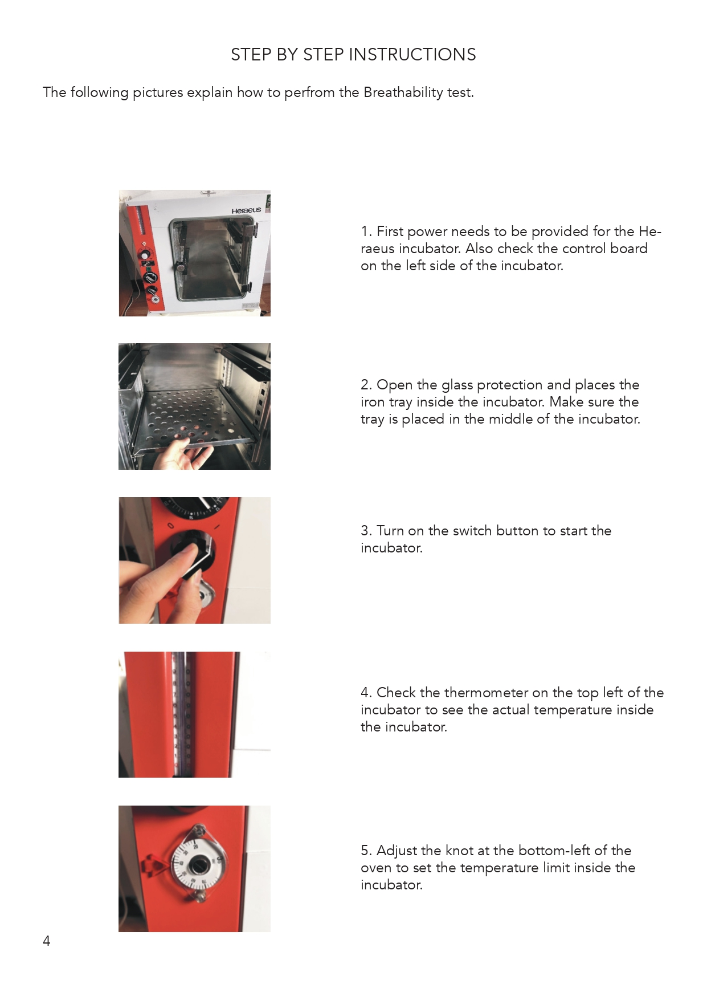 STEP BY STEP INSTRUCTIONS
The following pictures explain how to perfrom the Breathability test.
Heraeus
1. First power needs to be provided for the He-
raeus incubator. Also check the control board
on the left side of the incubator.
2. Open the glass protection and places the
iron tray inside the incubator. Make sure the
tray is placed in the middle of the incubator.
0 I
3. Turn on the switch button to start the
incubator.
4. Check the thermometer on the top left of the
incubator to see the actual temperature inside
the incubator.
20
30
40
70
5. Adjust the knot at the bottom-left of the
oven to set the temperature limit inside the
incubator.
4